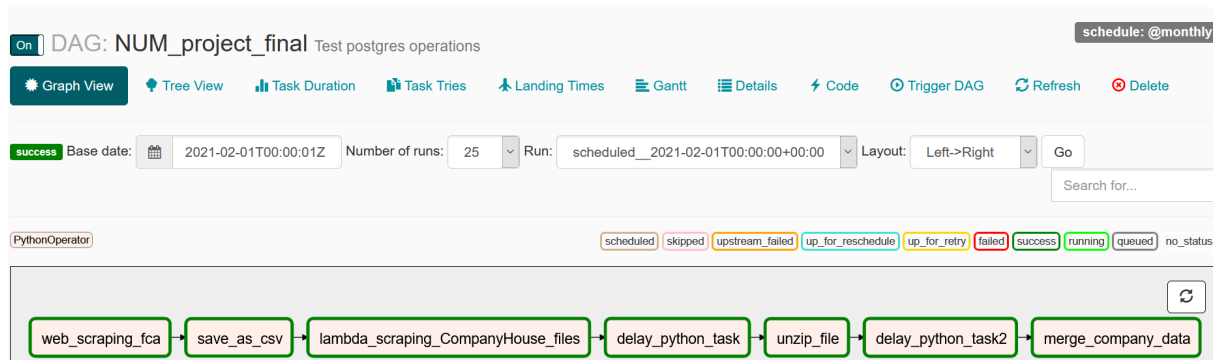 schedule: @monthly
On DAG: NUM_project_final Test postgres operations
Graph View Tree View Task Duration Task Tries Landing Times Gantt Details Code Trigger DAG Refresh Delete
success Base date: 2021-02-01T00:00:01Z Number of runs: 25 Run: scheduled__2021-02-01T00:00:00+00:00 Layout: Left->Right Go
Search for...
PythonOperator scheduled skipped upstream_failed up_for_reschedule up_for_retry failed success running queued no_status
web_scraping_fca save_as_csv lambda_scraping_CompanyHouse_files delay_python_task unzip_file delay_python_task2 merge_company_data